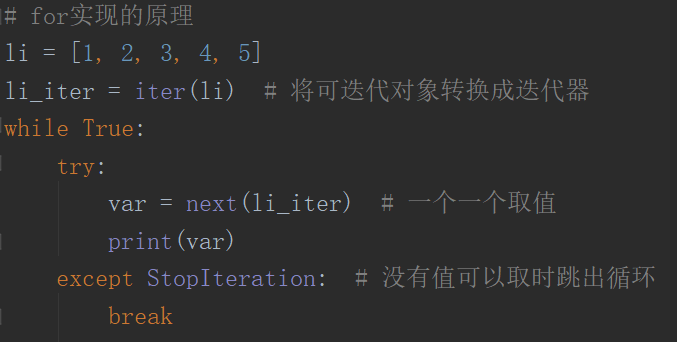 # for实现的原理
li = [1, 2, 3, 4, 5]
li_iter = iter(li)  # 将可迭代对象转换成迭代器
while True:
    try:
        var = next(li_iter)  # 一个一个取值
        print(var)
    except StopIteration:  # 没有值可以取时跳出循环
        break